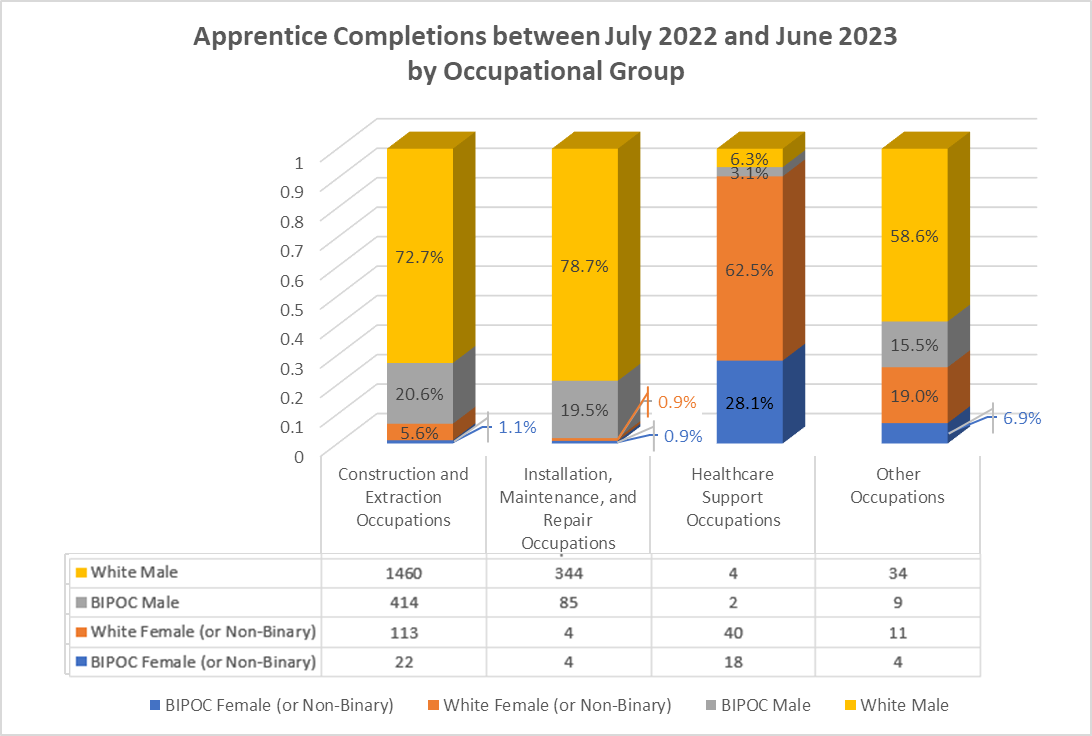 Apprentice Completions between July 2022 and June 2023
by Occupational Group
1
0.9
0.8
0.7
0.6
0.5
0.4
0.3
0.2
0.1
0
72.7%
20.6%
5.6%
1.1%
78.7%
19.5%
0.9%
0.9%
6.3%
3.1%
62.5%
28.1%
58.6%
15.5%
19.0%
6.9%
Construction and
Extraction
Occupations
Installation,
Maintenance, and
Repair
Occupations
Healthcare
Support
Occupations
Other
Occupations
White Male 1460 344 4 34
BIPOC Male 414 85 2 9
White Female (or Non-Binary) 113 4 40 11
BIPOC Female (or Non-Binary) 22 4 18 4
BIPOC Female (or Non-Binary) White Female (or Non-Binary) BIPOC Male White Male